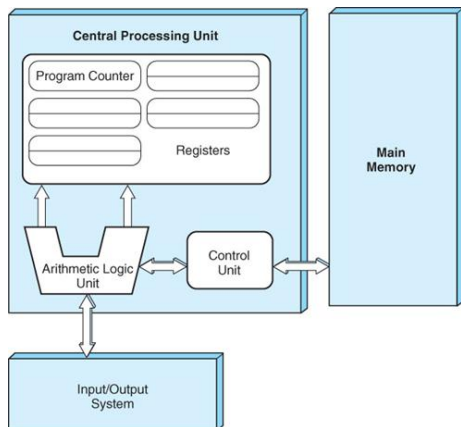 Central Processing Unit
Program Counter
Registers
Main
Memory
Arithmetic Logic
Unit
Control
Unit
Input/Output
System